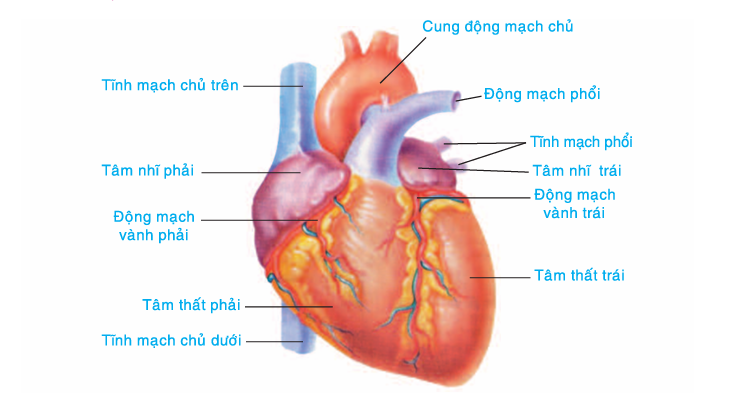 Cung động mạch chủ
Tĩnh mạch chủ trên
Động mạch phổi
Tĩnh mạch phổi
Tâm nhĩ phải
Tâm nhĩ trái
Động mạch
vành trái
Động mạch
vành phải
Tâm thất trái
Tâm thất phải
Tĩnh mạch chủ dưới